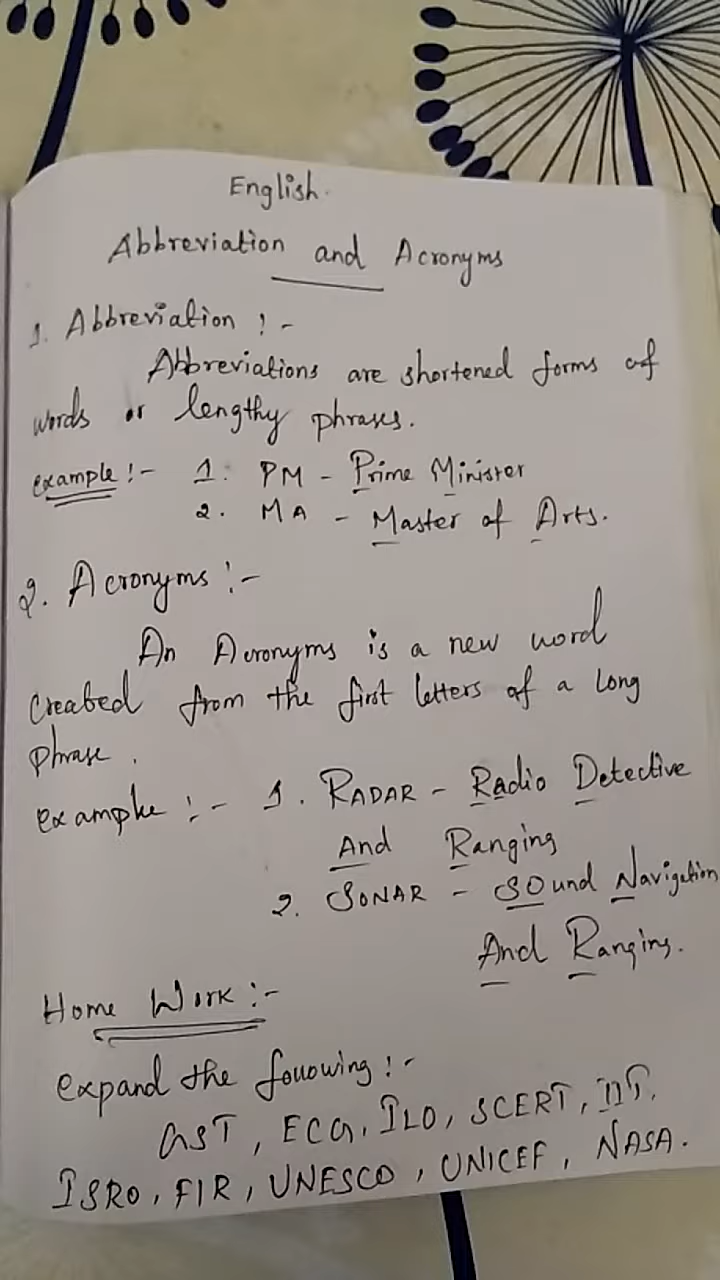 English.
Abbreviation and Acronyms
1. Abbreviation :-
Abbreviations are shortened forms of
words or lengthy phrases.
example :- 1. PM - Prime Minister
2. MA - Master of Arts.
2. Acronyms :-
An Acronyms is a new word
created from the first letters of a long
phrase.
example :- 1. RADAR - Radio Detective
And Ranging
2. SONAR - SOund Navigation
And Ranging.
Home Work :-
Expand the following :-
GST, ECG, ILO, SCERT, IIT,
ISRO, FIR, UNESCO, UNICEF, NASA.